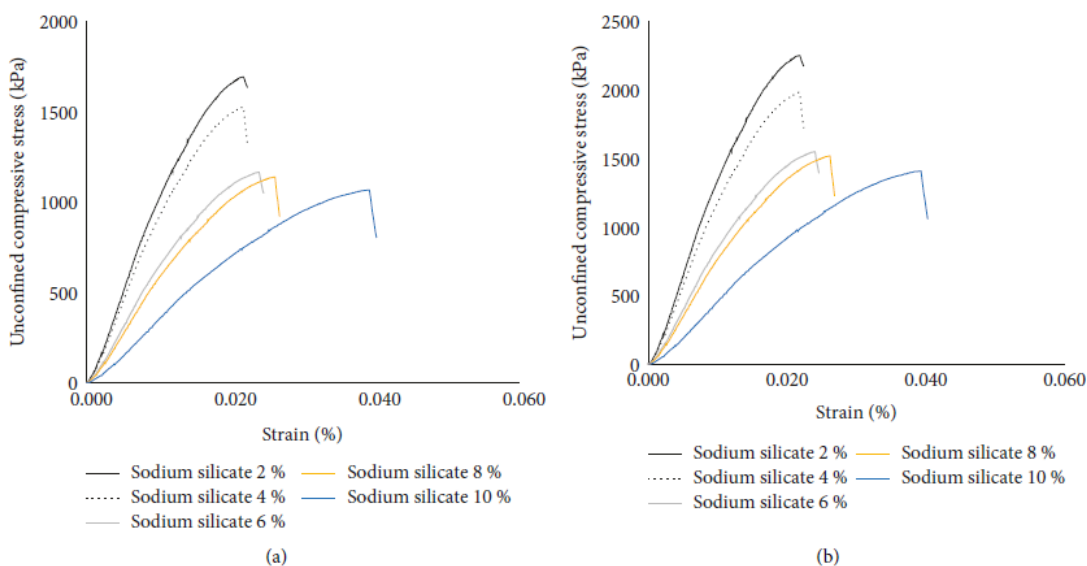 2000
1500
1000
500
0
Unconfined compressive stress (kPa)
0.000
0.020
0.040
0.060
Strain (%)
Sodium silicate 2 %
Sodium silicate 8 %
Sodium silicate 4 %
Sodium silicate 10 %
Sodium silicate 6 %
(a)
2500
2000
1500
1000
500
0
Unconfined compressive stress (kPa)
0.000
0.020
0.040
0.060
Strain (%)
Sodium silicate 2 %
Sodium silicate 8 %
Sodium silicate 4 %
Sodium silicate 10 %
Sodium silicate 6 %
(b)